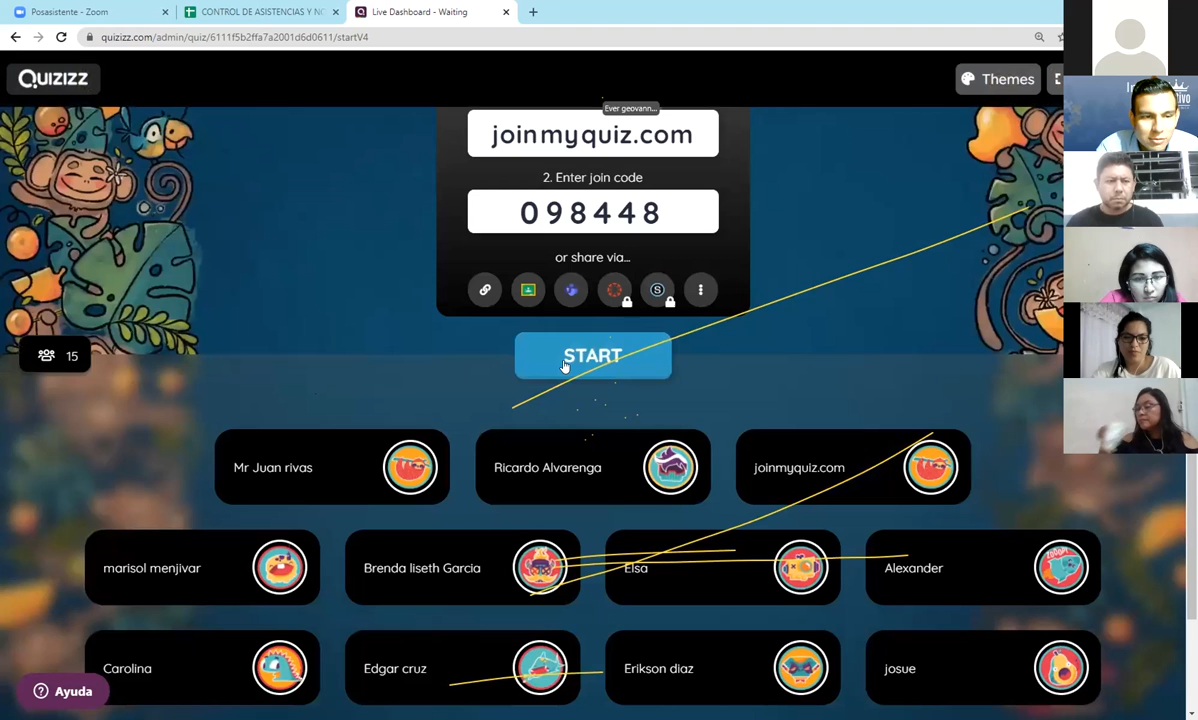 Posasistente - Zoom
CONTROL DE ASISTENCIAS Y NO
Live Dashboard - Waiting
quizizz.com/admin/quiz/6111f5b2ffa7a2001d6d0611/startV4
QUIZIZZ
Themes
Ever geovann...
joinmyquiz.com
2. Enter join code
098448
or share via...
START
15
Mr Juan rivas
Ricardo Alvarenga
joinmyquiz.com
marisol menjivar
Brenda liseth Garcia
Elsa
Alexander
Carolina
Edgar cruz
Erikson diaz
josue
Ayuda